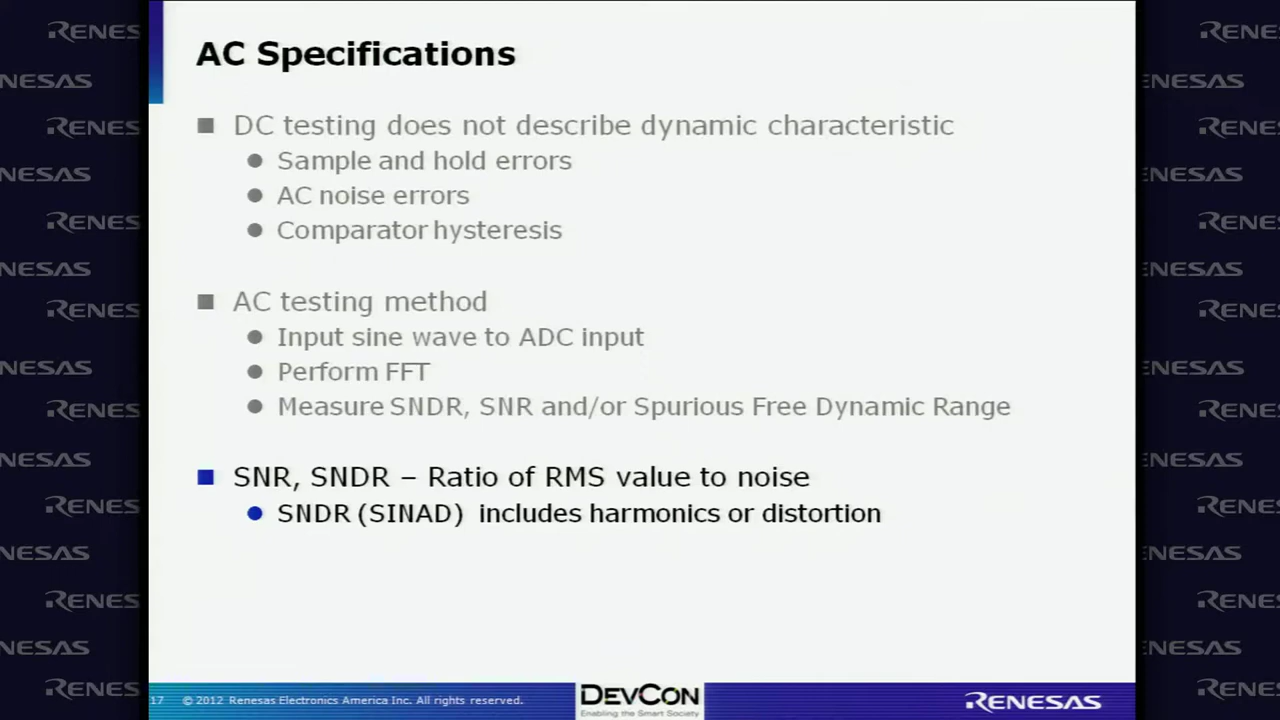 AC Specifications
DC testing does not describe dynamic characteristic
Sample and hold errors
AC noise errors
Comparator hysteresis
AC testing method
Input sine wave to ADC input
Perform FFT
Measure SNDR, SNR and/or Spurious Free Dynamic Range
SNR, SNDR – Ratio of RMS value to noise
SNDR (SINAD) includes harmonics or distortion
17 © 2012 Renesas Electronics America Inc. All rights reserved.
DEVCON
Enabling the Smart Society
RENESAS